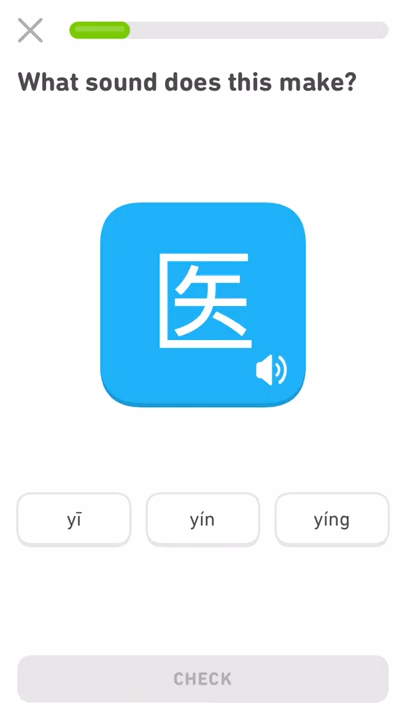 What sound does this make?
医
yī
yín
yíng
CHECK